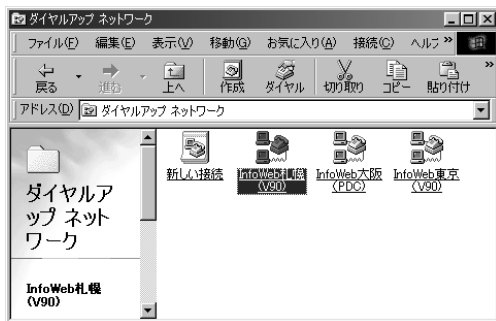 ダイヤルアップ ネットワーク
ファイル(F) 編集(E) 表示(V) 移動(G) お気に入り(A) 接続(C) ヘルプ »
戻る 進む 上へ 作成 ダイヤル 切り取り コピー 貼り付け »
アドレス(D) ダイヤルアップ ネットワーク
新しい接続 InfoWeb札幌 InfoWeb大阪 InfoWeb東京
(V90) (PDC) (V90)
ダイヤルア
ップ ネット
ワーク
InfoWeb札幌
(V90)